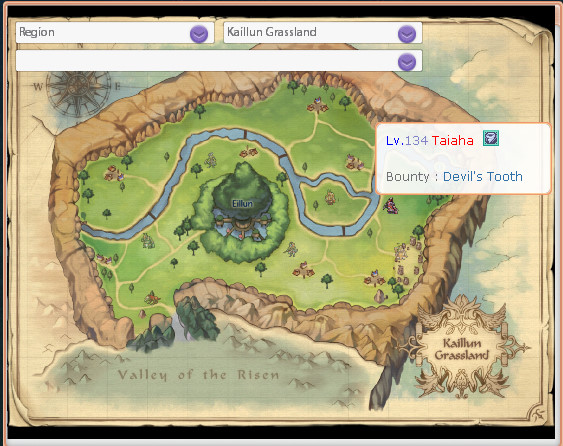 Region
Kaillun Grassland
N
W
E
Lv.134 Taiaha
Bounty : Devil's Tooth
Eillun
Kaillun
Grassland
Valley of the Risen